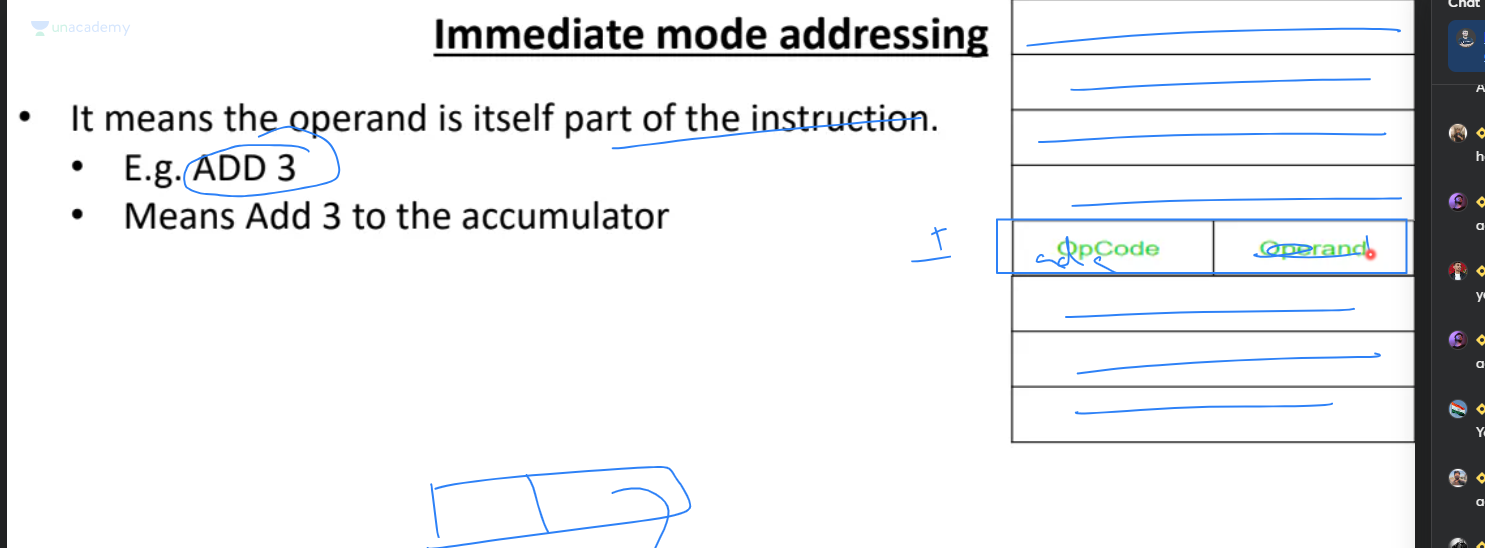 unacademy
Immediate mode addressing
• It means the operand is itself part of the instruction.
• E.g. ADD 3
• Means Add 3 to the accumulator
OpCode Operand
Chat